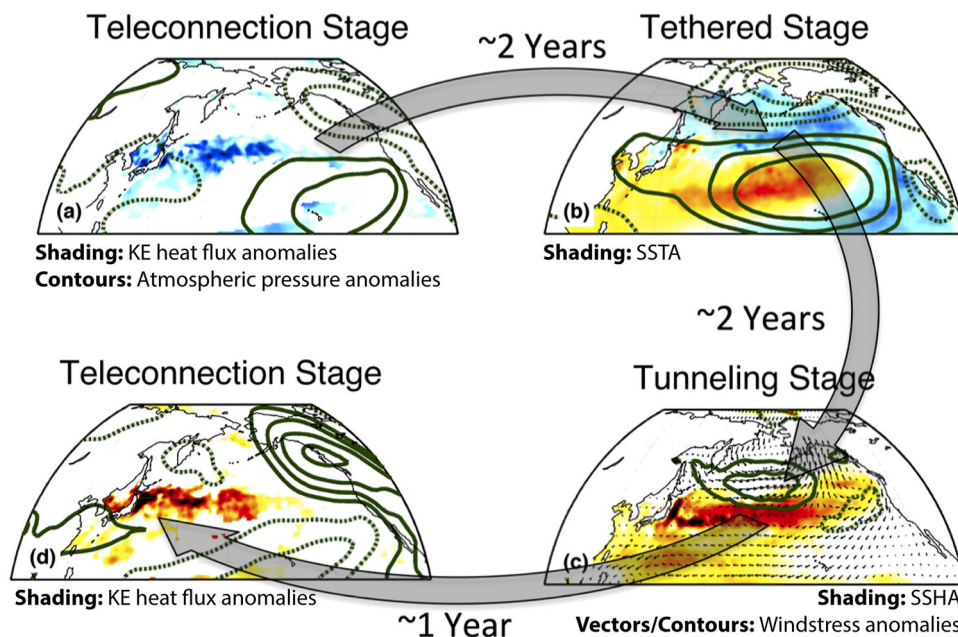 Teleconnection Stage
~2 Years
Tethered Stage
(a)
(b)
Shading: KE heat flux anomalies
Contours: Atmospheric pressure anomalies
Shading: SSTA
~2 Years
Teleconnection Stage
Tunneling Stage
(d)
(c)
Shading: KE heat flux anomalies
~1 Year
Shading: SSHA
Vectors/Contours: Windstress anomalies